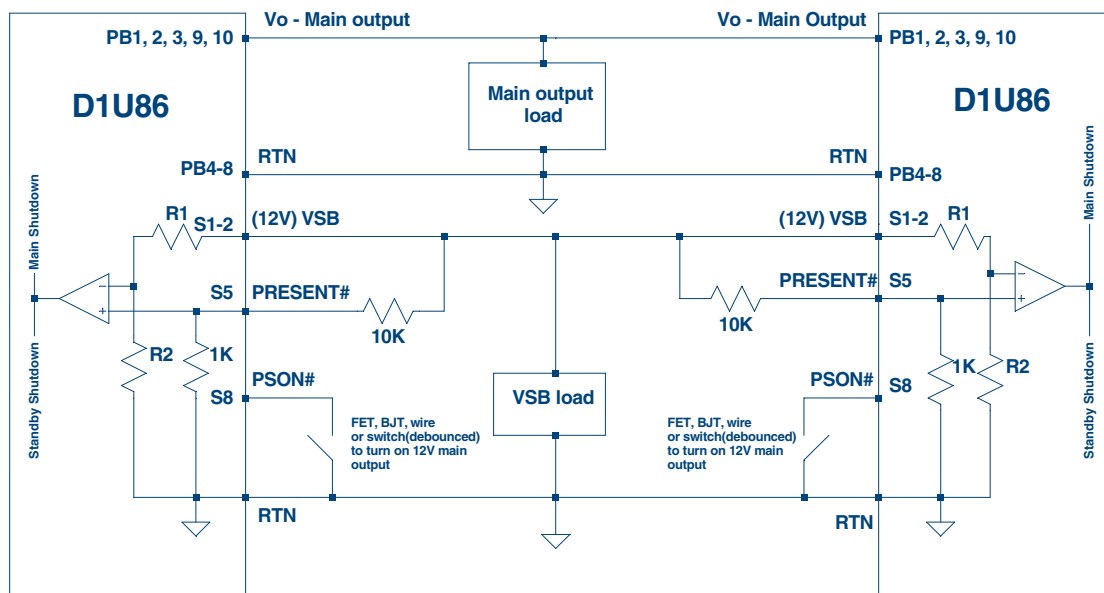 Vo - Main output
Vo - Main Output
PB1, 2, 3, 9, 10
PB1, 2, 3, 9, 10
D1U86
Main output
load
D1U86
RTN
RTN
PB4-8
PB4-8
Main Shutdown
Main Shutdown
R1
S1-2
(12V) VSB
(12V) VSB
S1-2
R1
S5
PRESENT#
PRESENT#
S5
10K
10K
R2
1K
1K
R2
S8
PSON#
VSB load
PSON#
S8
FET, BJT, wire
or switch(debounced)
to turn on 12V main
output
FET, BJT, wire
or switch(debounced)
to turn on 12V main
output
Standby Shutdown
Standby Shutdown
RTN
RTN